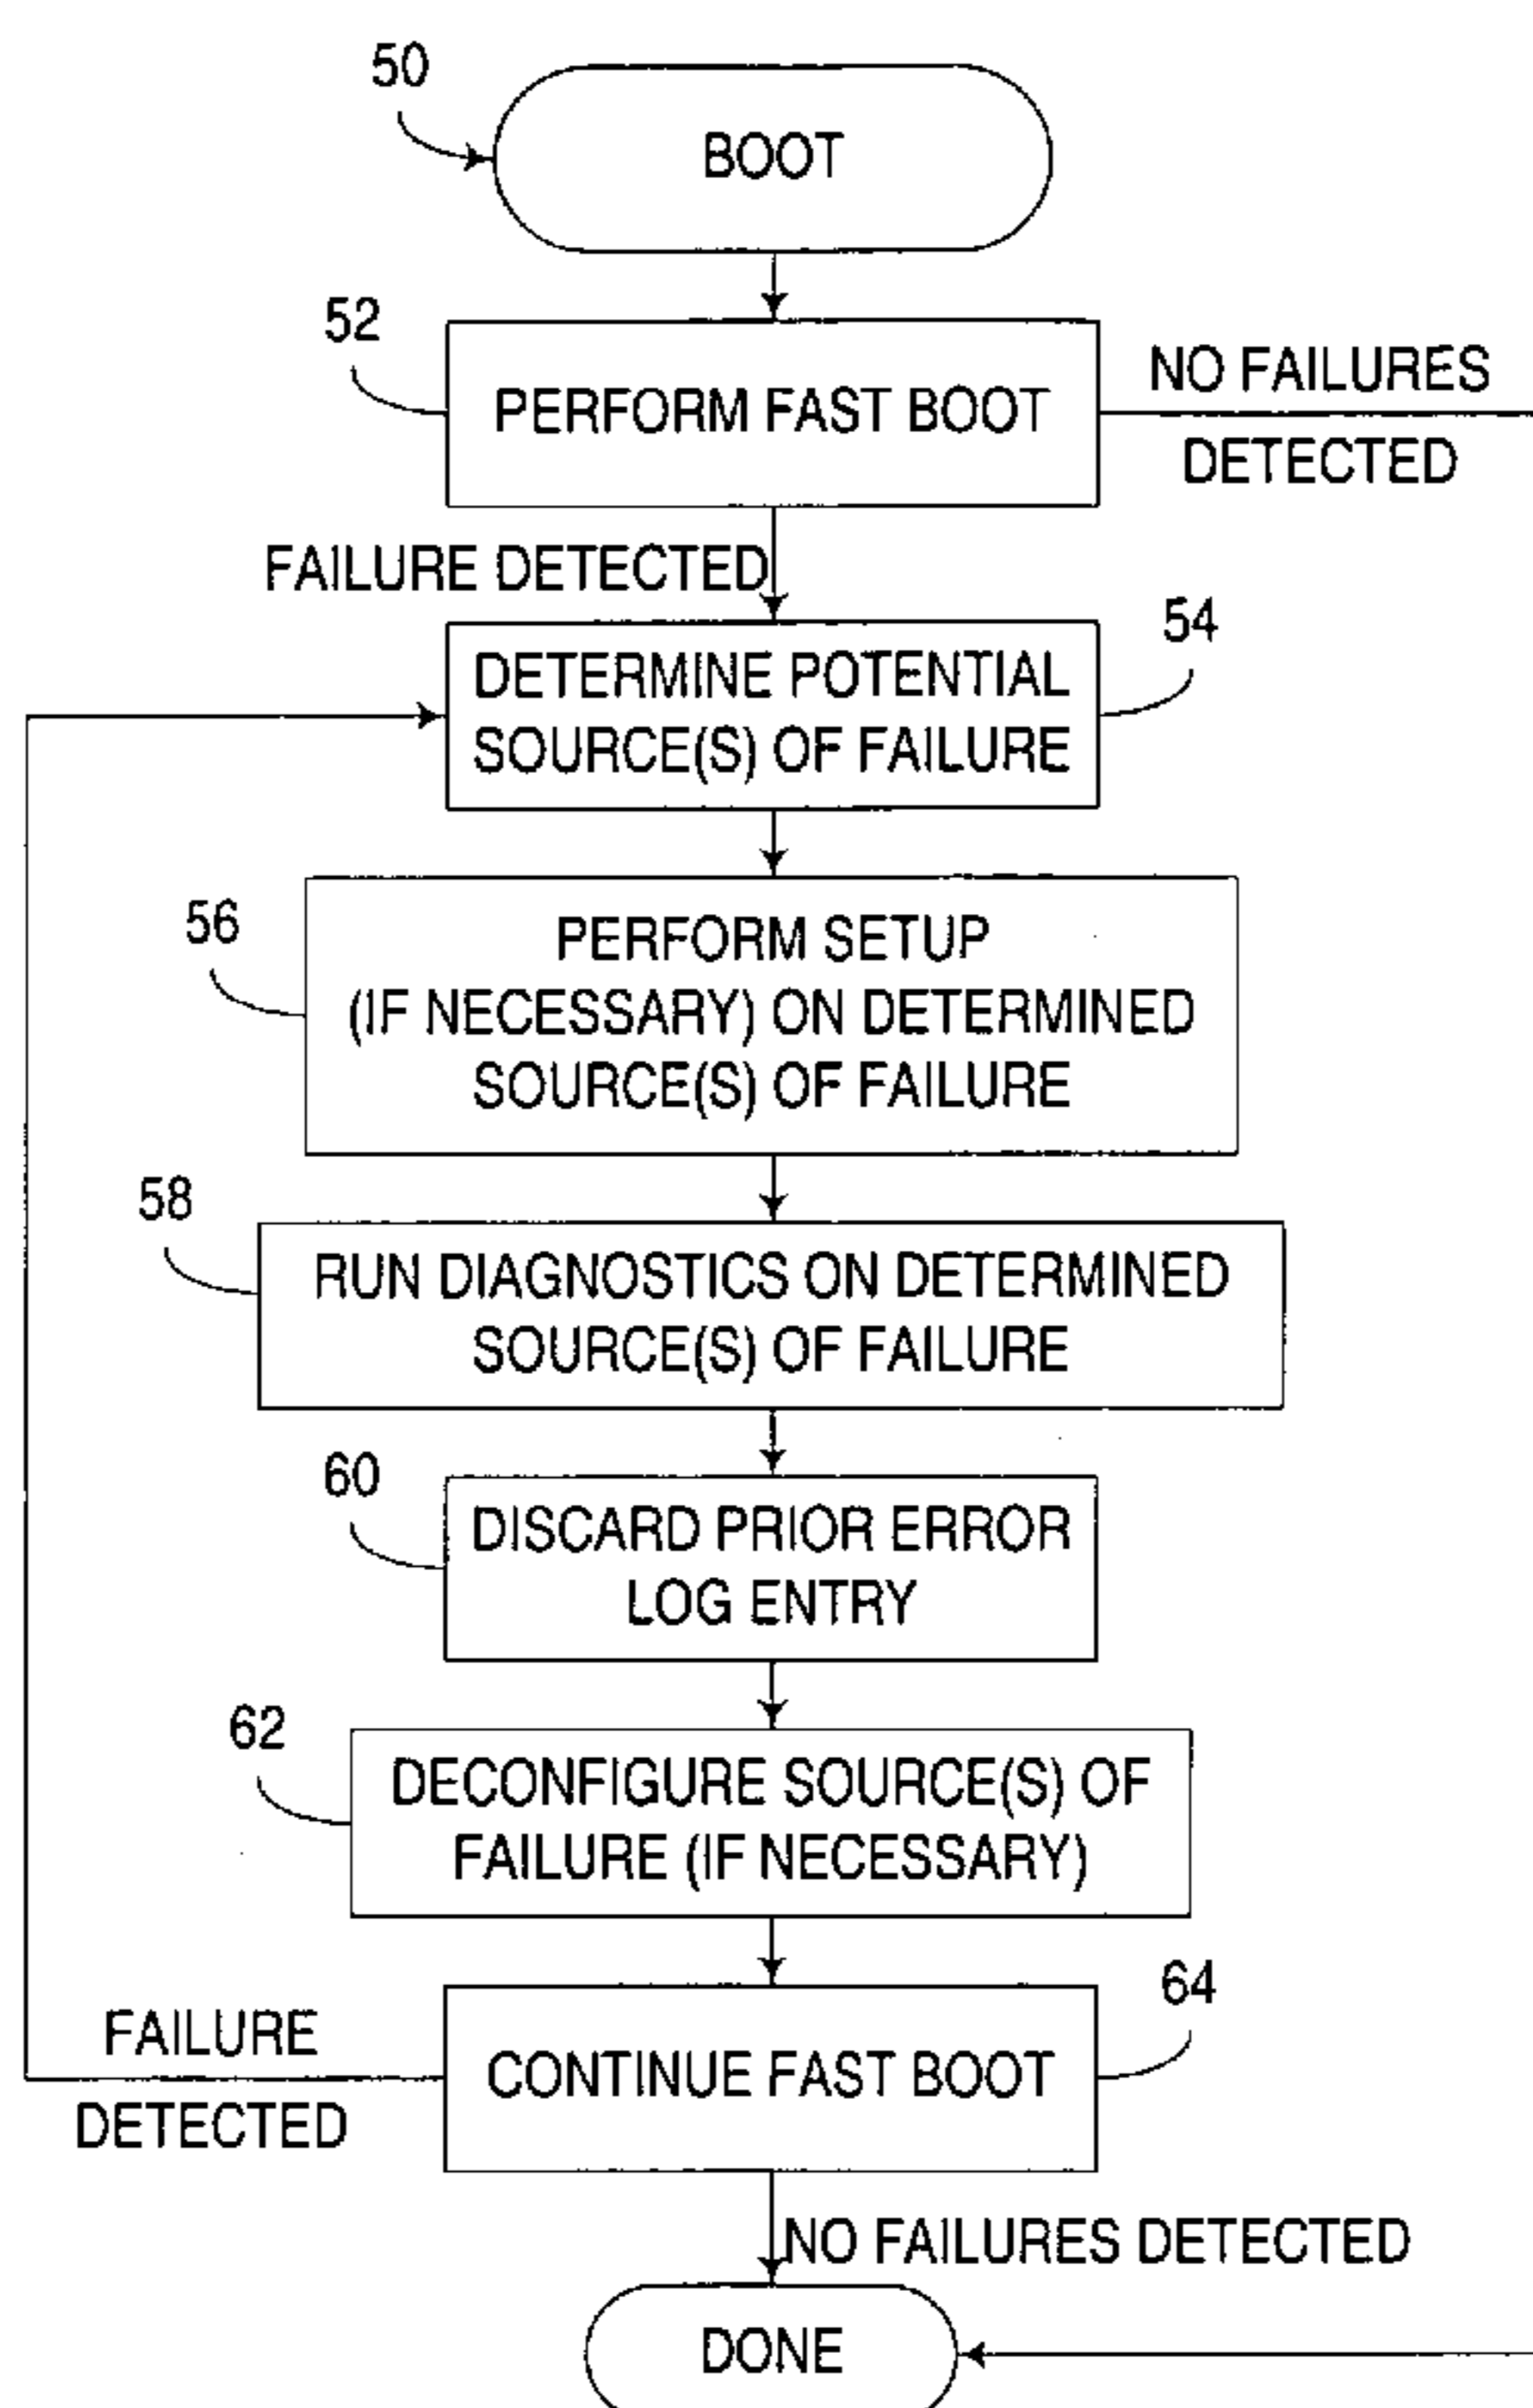 50
BOOT
52
PERFORM FAST BOOT
NO FAILURES
DETECTED
FAILURE DETECTED
54
DETERMINE POTENTIAL
SOURCE(S) OF FAILURE
56
PERFORM SETUP
(IF NECESSARY) ON DETERMINED
SOURCE(S) OF FAILURE
58
RUN DIAGNOSTICS ON DETERMINED
SOURCE(S) OF FAILURE
60
DISCARD PRIOR ERROR
LOG ENTRY
62
DECONFIGURE SOURCE(S) OF
FAILURE (IF NECESSARY)
64
FAILURE
DETECTED
CONTINUE FAST BOOT
NO FAILURES DETECTED
DONE